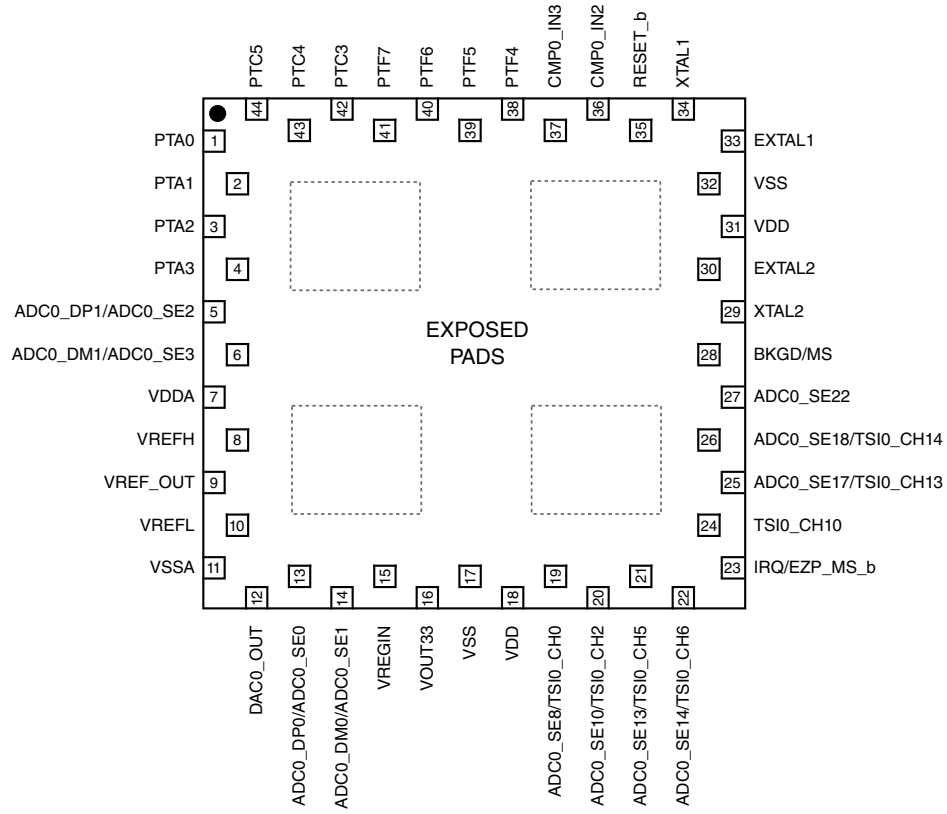 PTC5
PTC4
PTC3
PTF7
PTF6
PTF5
PTF4
CMP0_IN3
CMP0_IN2
RESET_b
XTAL1
44
43
42
41
40
39
38
37
36
35
34
PTA0 1
33 EXTAL1
PTA1 2
32 VSS
PTA2 3
31 VDD
PTA3 4
30 EXTAL2
ADC0_DP1/ADC0_SE2 5
29 XTAL2
EXPOSED
PADS
ADC0_DM1/ADC0_SE3 6
28 BKGD/MS
VDDA 7
27 ADC0_SE22
VREFH 8
26 ADC0_SE18/TSI0_CH14
VREF_OUT 9
25 ADC0_SE17/TSI0_CH13
VREFL 10
24 TSI0_CH10
VSSA 11
23 IRQ/EZP_MS_b
12
13
14
15
16
17
18
19
20
21
22
DAC0_OUT
ADC0_DP0/ADC0_SE0
ADC0_DM0/ADC0_SE1
VREGIN
VOUT33
VSS
VDD
ADC0_SE8/TSI0_CH0
ADC0_SE10/TSI0_CH2
ADC0_SE13/TSI0_CH5
ADC0_SE14/TSI0_CH6